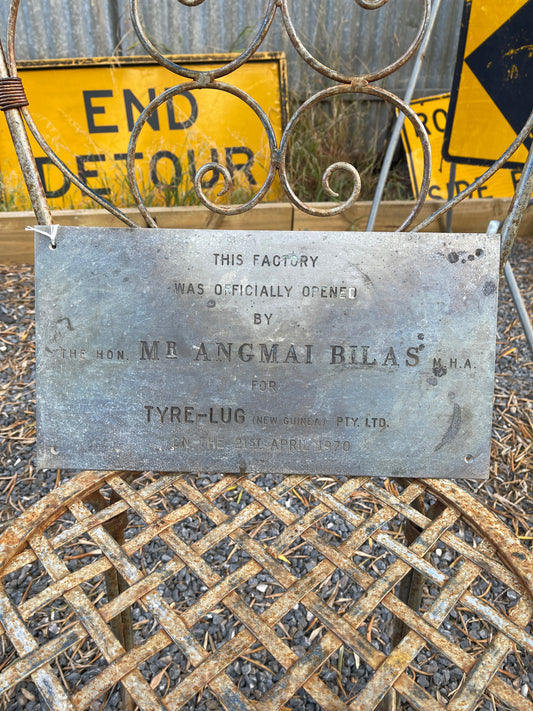 END
DETOUR
THIS FACTORY
WAS OFFICIALLY OPENED
BY
THE HON. MR ANGMAI BILAS M.H.A.
FOR
TYRE-LUG (NEW GUINEA) PTY. LTD.
ON THE 21ST APRIL 1970